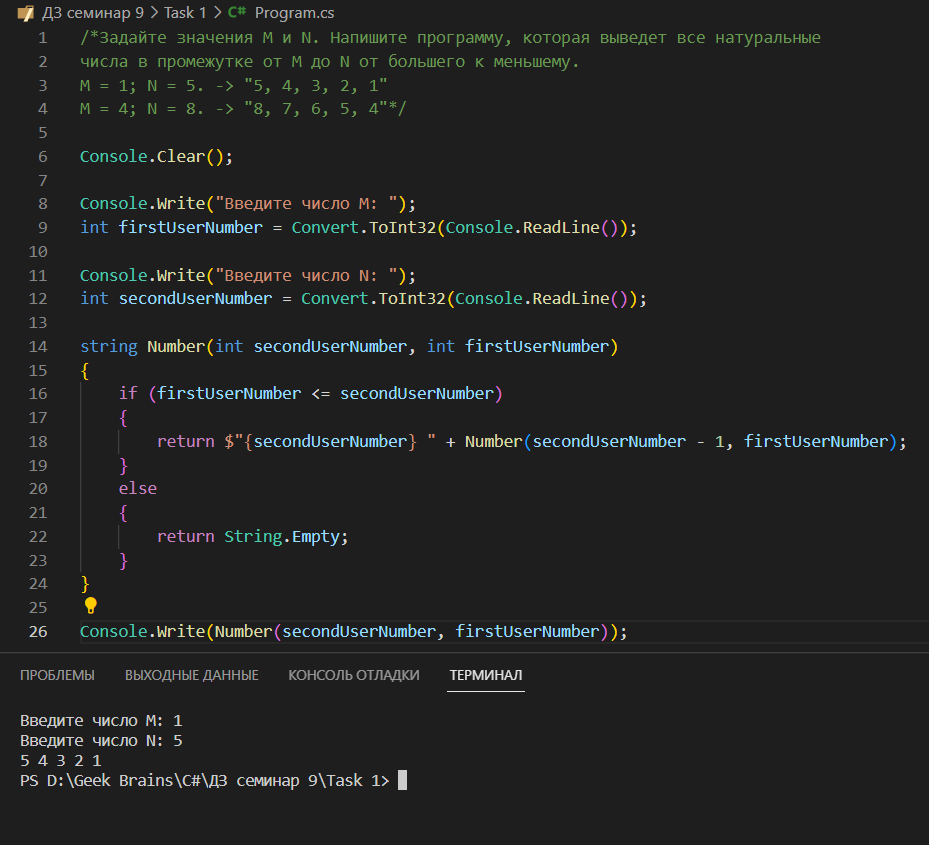 ДЗ семинар 9 > Task 1 > C# Program.cs
1 /*Задайте значения M и N. Напишите программу, которая выведет все натуральные
2 числа в промежутке от M до N от большего к меньшему.
3 M = 1; N = 5. -> "5, 4, 3, 2, 1"
4 M = 4; N = 8. -> "8, 7, 6, 5, 4"*/
5
6 Console.Clear();
7
8 Console.Write("Введите число M: ");
9 int firstUserNumber = Convert.ToInt32(Console.ReadLine());
10
11 Console.Write("Введите число N: ");
12 int secondUserNumber = Convert.ToInt32(Console.ReadLine());
13
14 string Number(int secondUserNumber, int firstUserNumber)
15 {
16 if (firstUserNumber <= secondUserNumber)
17 {
18 return $"{secondUserNumber} " + Number(secondUserNumber - 1, firstUserNumber);
19 }
20 else
21 {
22 return String.Empty;
23 }
24 }
25
26 Console.Write(Number(secondUserNumber, firstUserNumber));
ПРОБЛЕМЫ ВЫХОДНЫЕ ДАННЫЕ КОНСОЛЬ ОТЛАДКИ ТЕРМИНАЛ
Введите число M: 1
Введите число N: 5
5 4 3 2 1
PS D:\Geek Brains\C#\ДЗ семинар 9\Task 1>